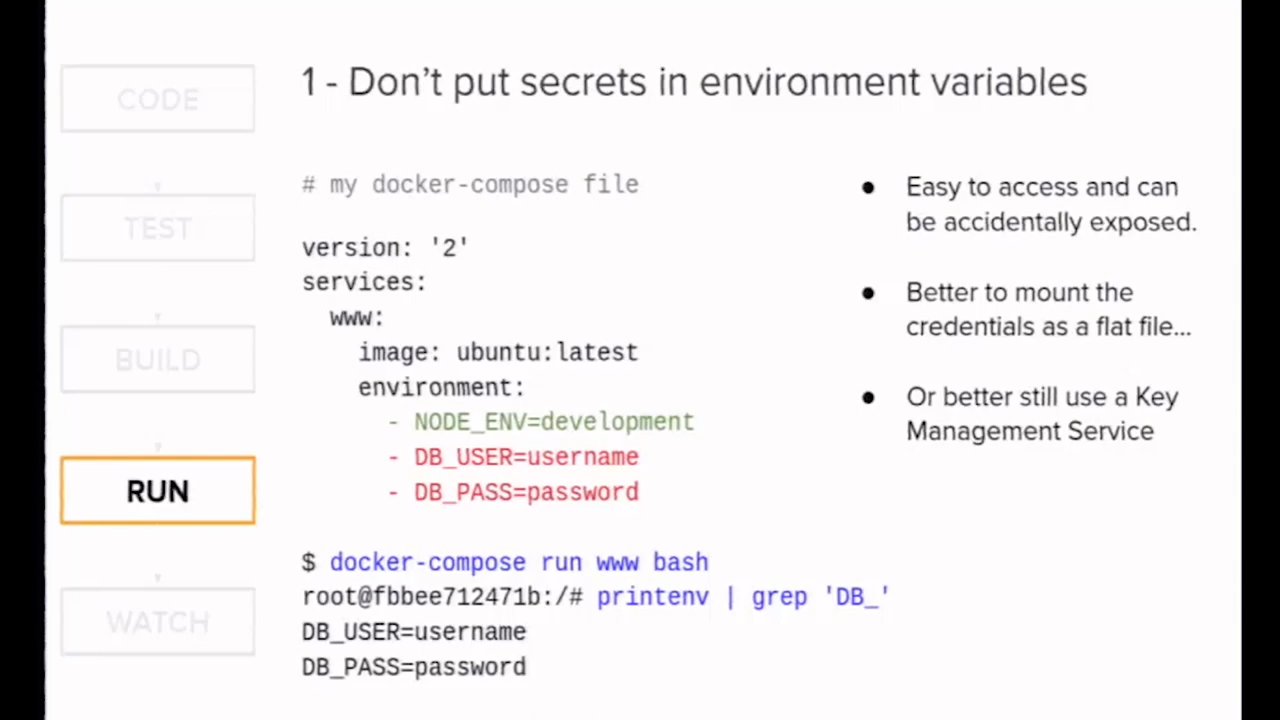 CODE
TEST
BUILD
RUN
WATCH
1 - Don't put secrets in environment variables
# my docker-compose file
version: '2'
services:
  www:
    image: ubuntu:latest
    environment:
      - NODE_ENV=development
      - DB_USER=username
      - DB_PASS=password
$ docker-compose run www bash
root@fbbee712471b:/# printenv | grep 'DB_'
DB_USER=username
DB_PASS=password
● Easy to access and can
be accidentally exposed.
● Better to mount the
credentials as a flat file...
● Or better still use a Key
Management Service